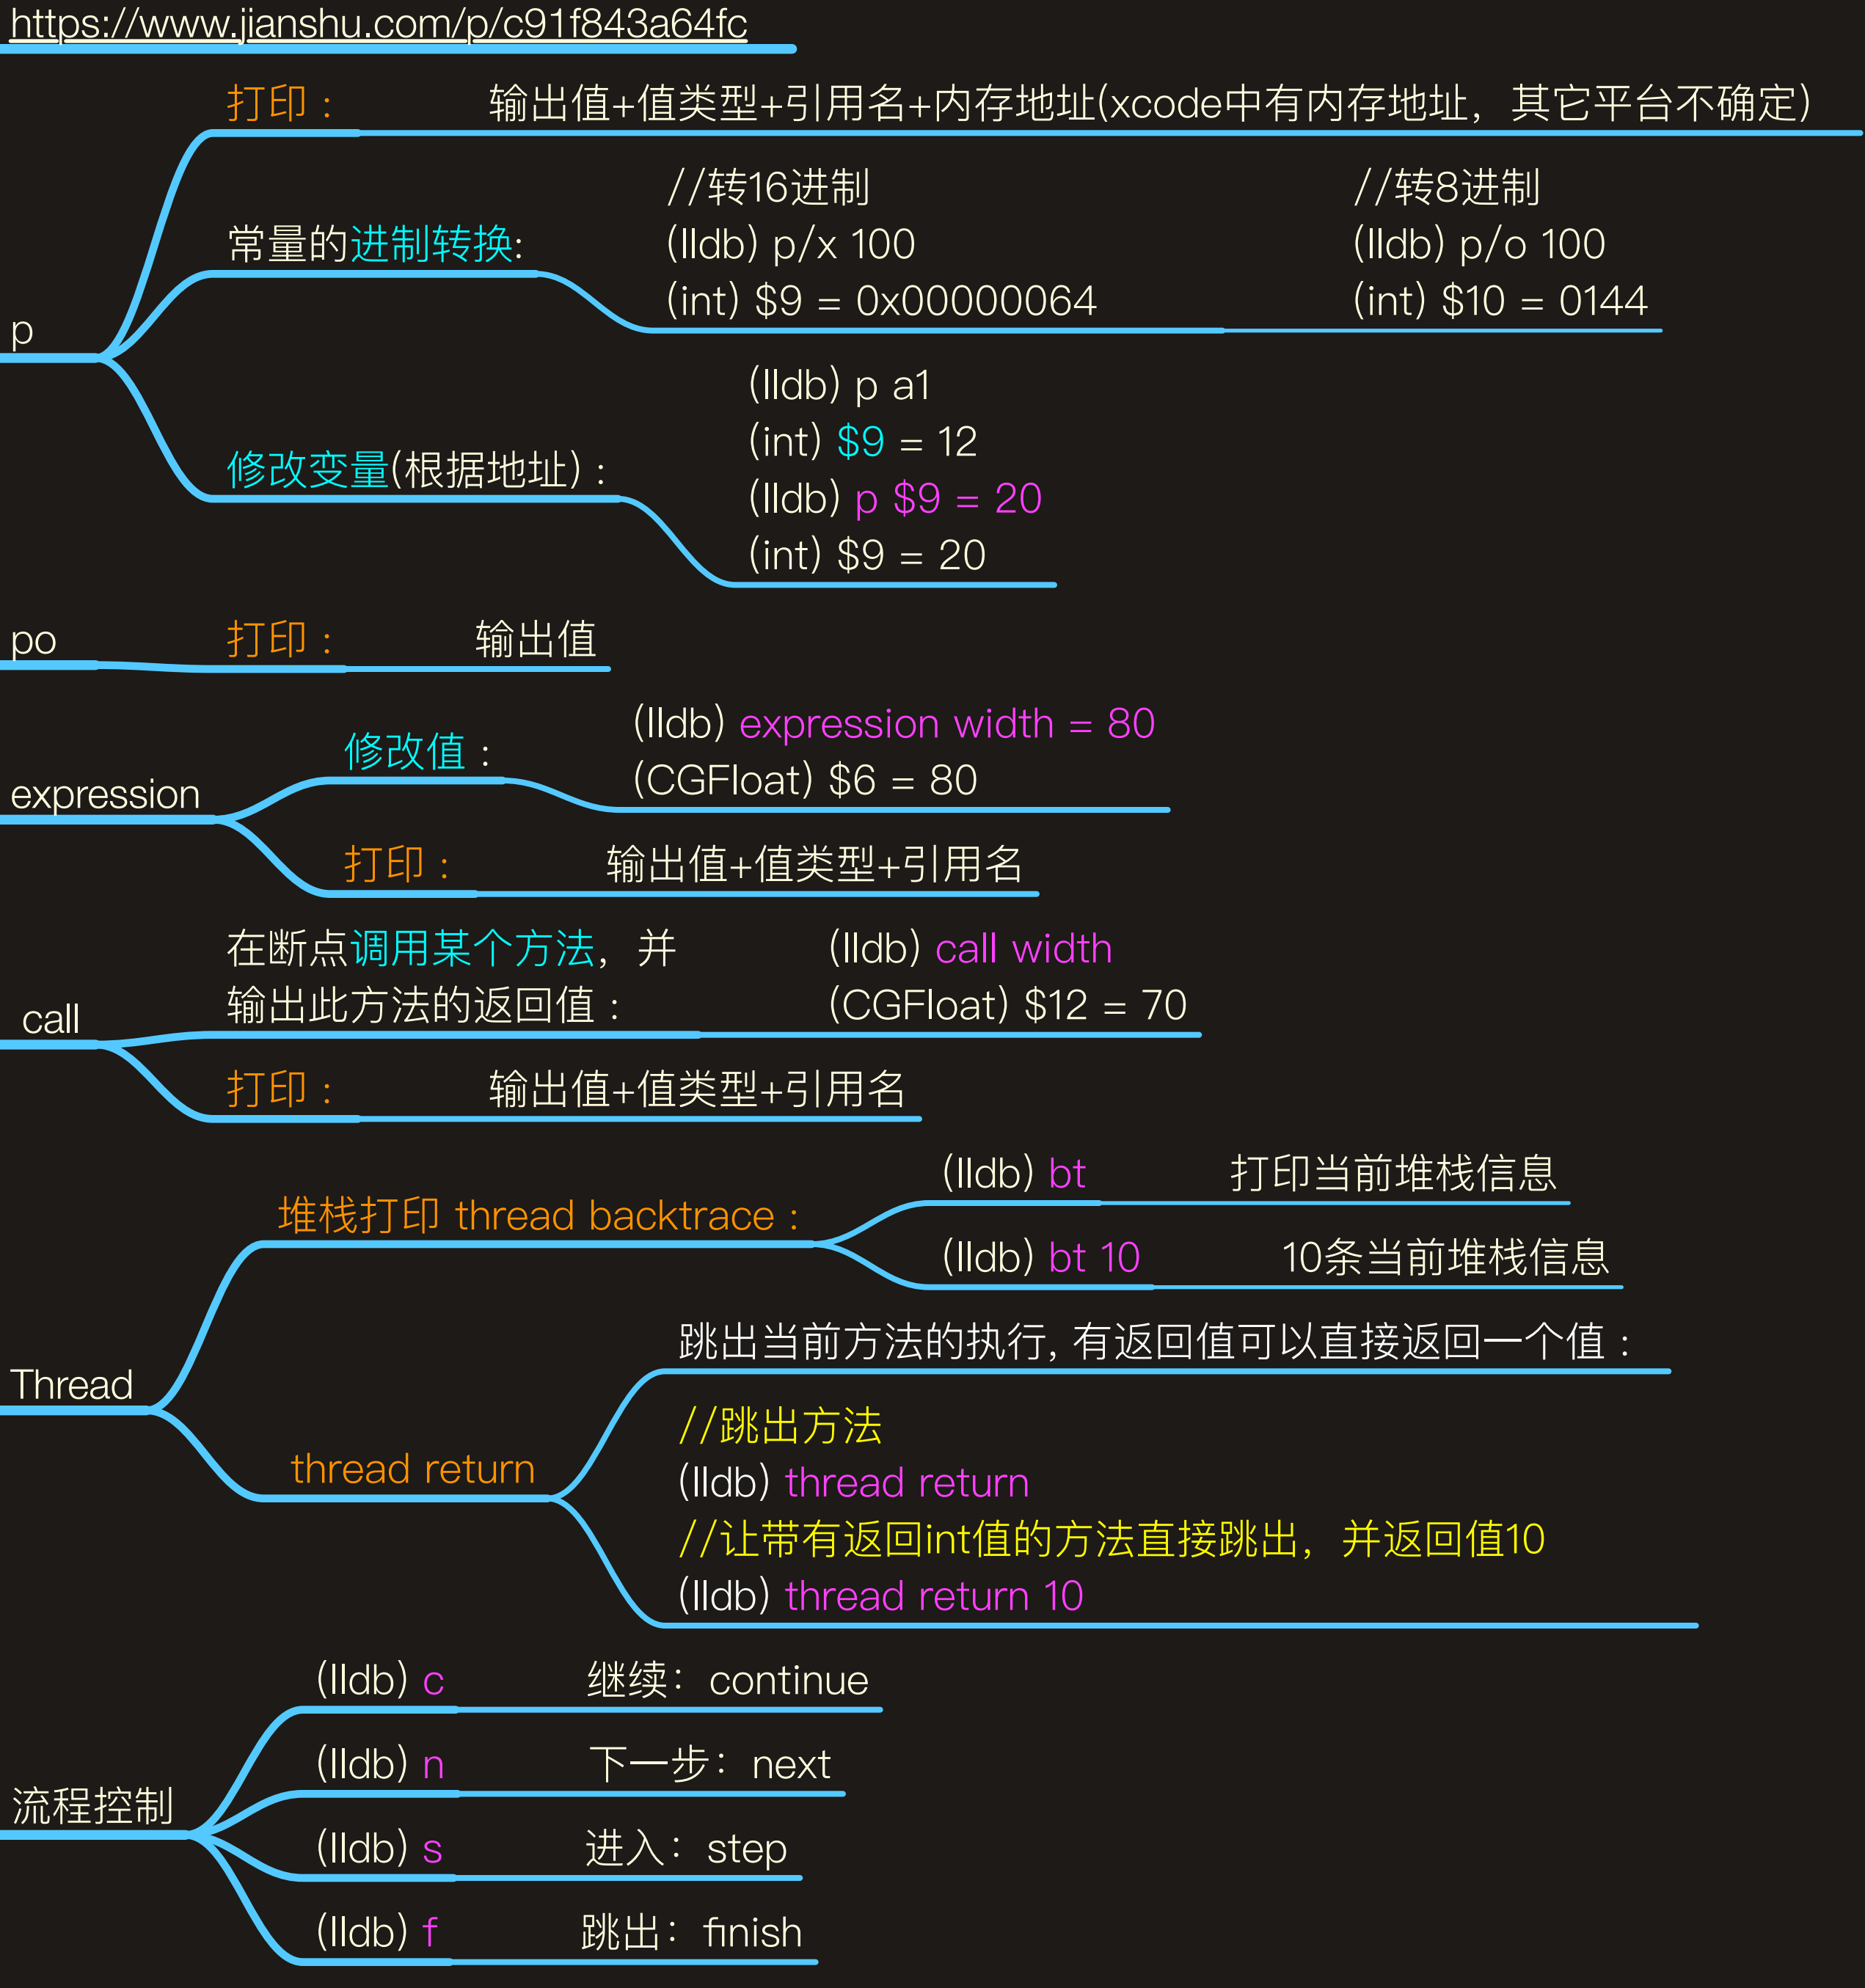 https://www.jianshu.com/p/c91f843a64fc
p
打印：
输出值+值类型+引用名+内存地址(xcode中有内存地址，其它平台不确定)
常量的进制转换:
//转16进制
(lldb) p/x 100
(int) $9 = 0x00000064
//转8进制
(lldb) p/o 100
(int) $10 = 0144
修改变量(根据地址)：
(lldb) p a1
(int) $9 = 12
(lldb) p $9 = 20
(int) $9 = 20
po
打印：
输出值
expression
修改值：
(lldb) expression width = 80
(CGFloat) $6 = 80
打印：
输出值+值类型+引用名
call
在断点调用某个方法，并
输出此方法的返回值：
(lldb) call width
(CGFloat) $12 = 70
打印：
输出值+值类型+引用名
Thread
堆栈打印 thread backtrace：
(lldb) bt
打印当前堆栈信息
(lldb) bt 10
10条当前堆栈信息
thread return
跳出当前方法的执行, 有返回值可以直接返回一个值：
//跳出方法
(lldb) thread return
//让带有返回int值的方法直接跳出，并返回值10
(lldb) thread return 10
流程控制
(lldb) c
继续：continue
(lldb) n
下一步：next
(lldb) s
进入：step
(lldb) f
跳出：finish